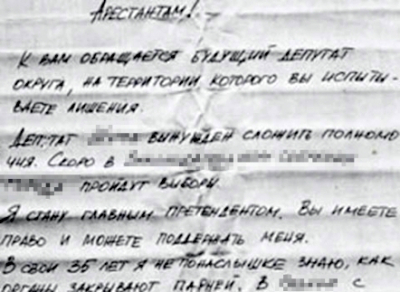 Арестантам!
К вам обращается будущий депутат
округа, на территории которого вы испыты-
ваете лишения.
Депутат вынужден сложить полномо
чия. Скоро в
пройдут выборы.
Я стану главным претендентом. Вы имеете
право и можете поддержать меня.
В свои 35 лет я не понаслышке знаю, как
органы закрывают парней. В с